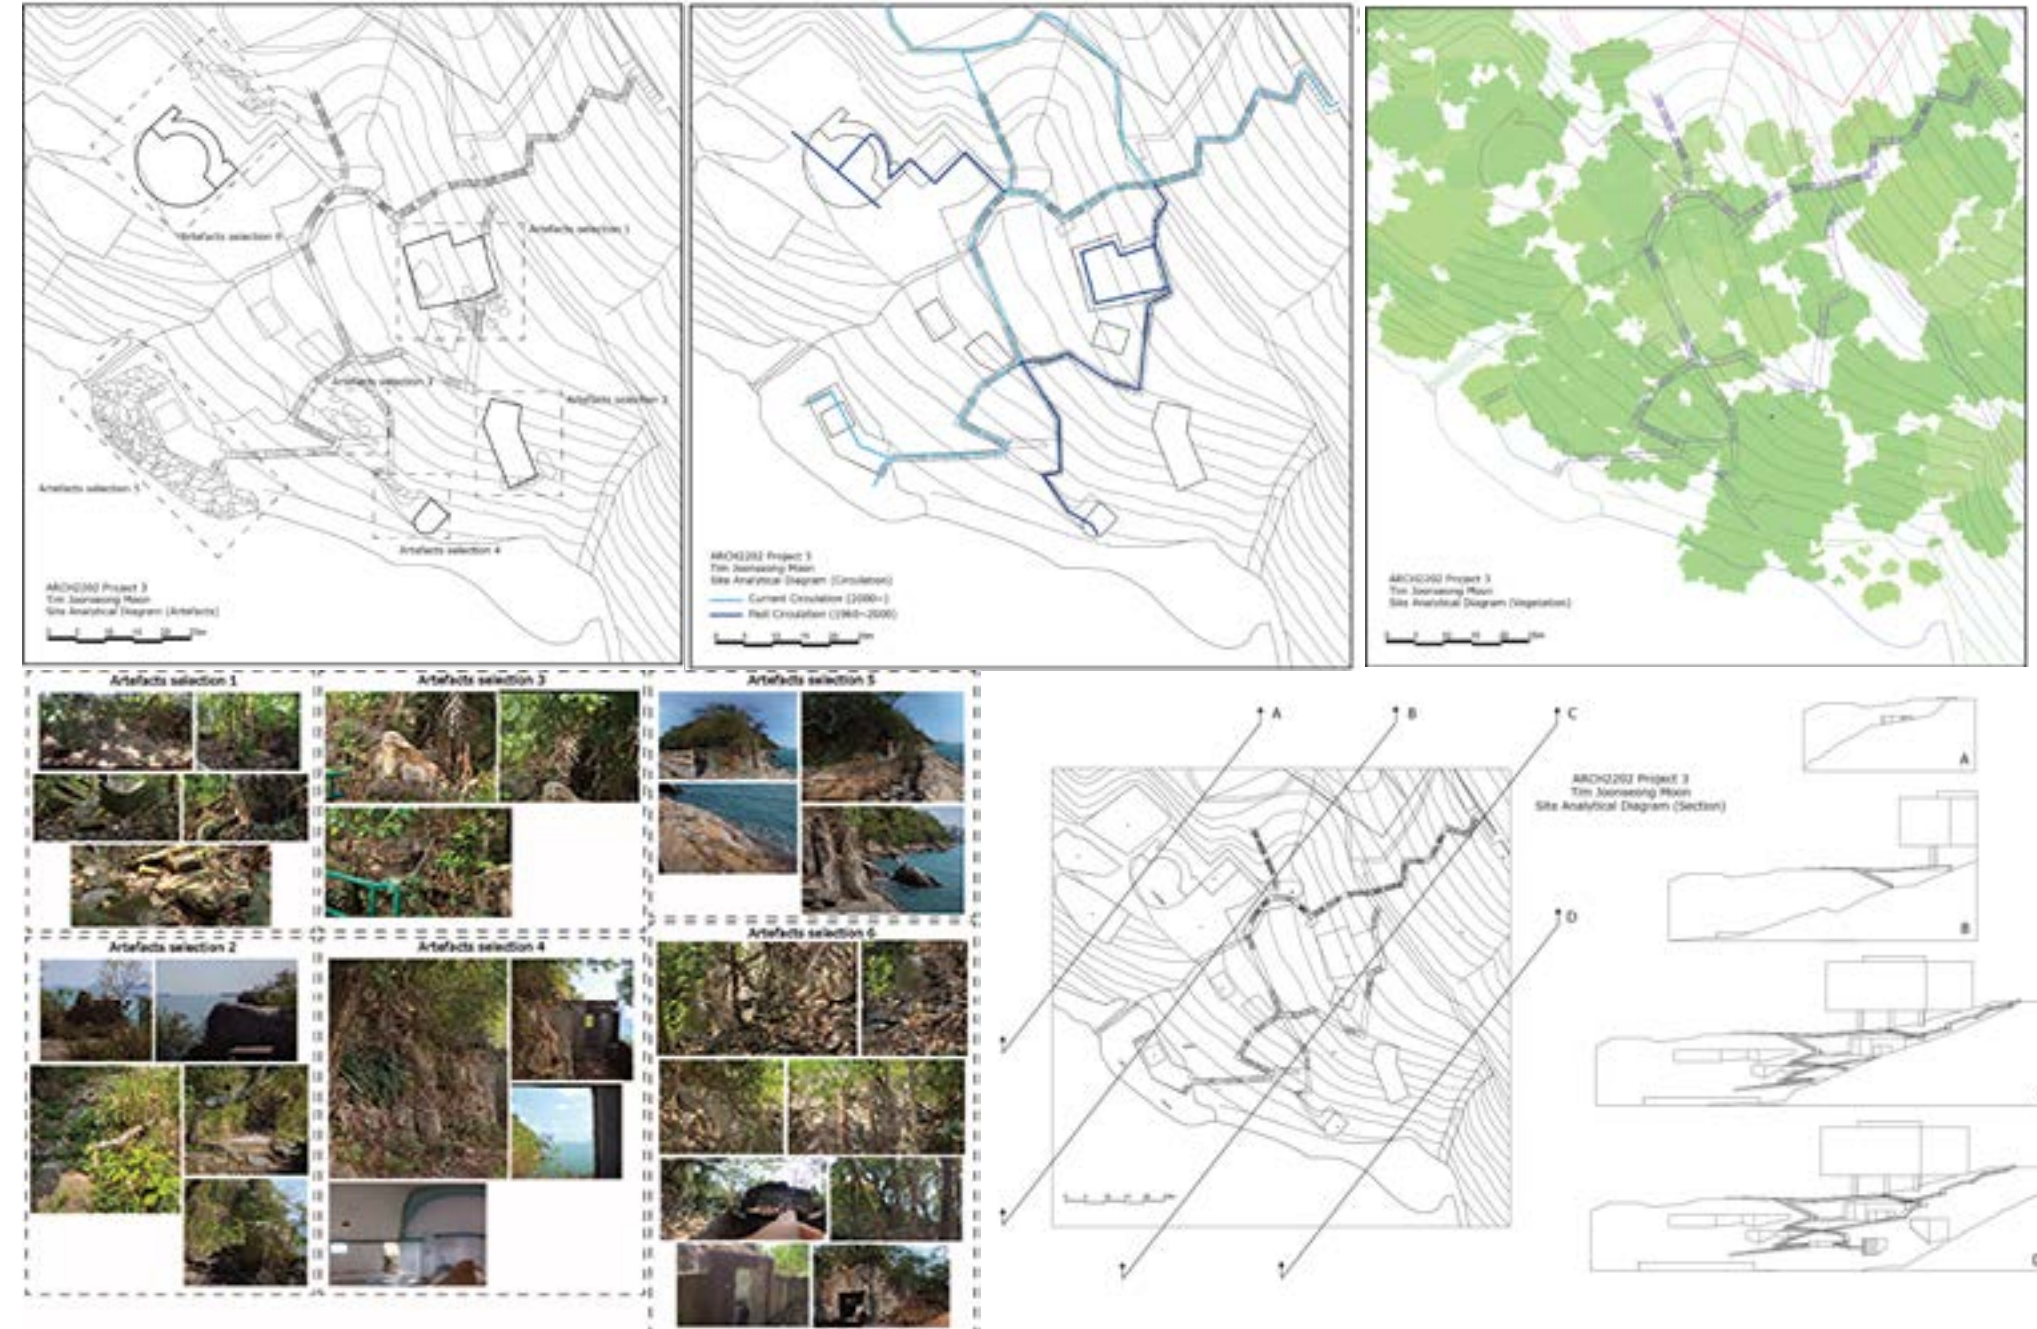 Artefacts selection 6
Artefacts selection 1
Artefacts selection 3
Artefacts selection 2
Artefacts selection 5
Artefacts selection 4
ARCH2202 Project 3
Tim Joonseong Moon
Site Analytical Diagram (Artefacts)
ARCH2202 Project 3
Tim Joonseong Moon
Site Analytical Diagram (Circulation)
Current Circulation (2000~)
Past Circulation (1960~2000)
ARCH2202 Project 3
Tim Joonseong Moon
Site Analytical Diagram (Vegetation)
Artefacts selection 1
Artefacts selection 3
Artefacts selection 5
Artefacts selection 2
Artefacts selection 4
Artefacts selection 6
A
B
C
D
ARCH2202 Project 3
Tim Joonseong Moon
Site Analytical Diagram (Section)
A
B